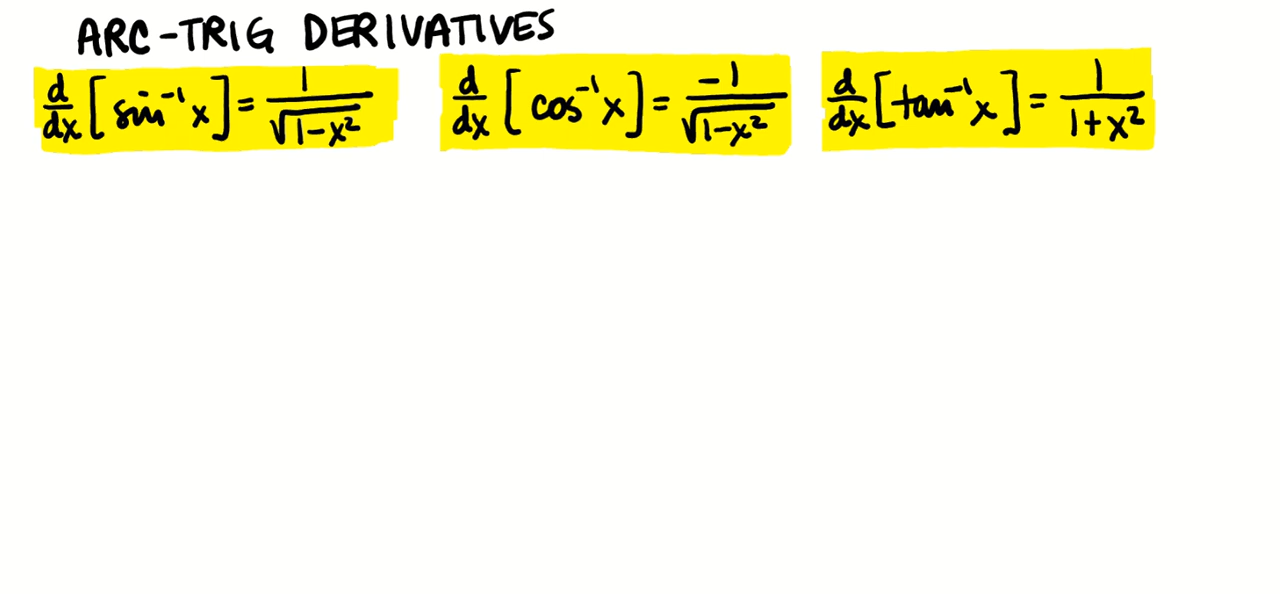 ARC-TRIG DERIVATIVES
d/dx [sin⁻¹x] = 1/√(1-x²) d/dx [cos⁻¹x] = -1/√(1-x²) d/dx [tan⁻¹x] = 1/(1+x²)